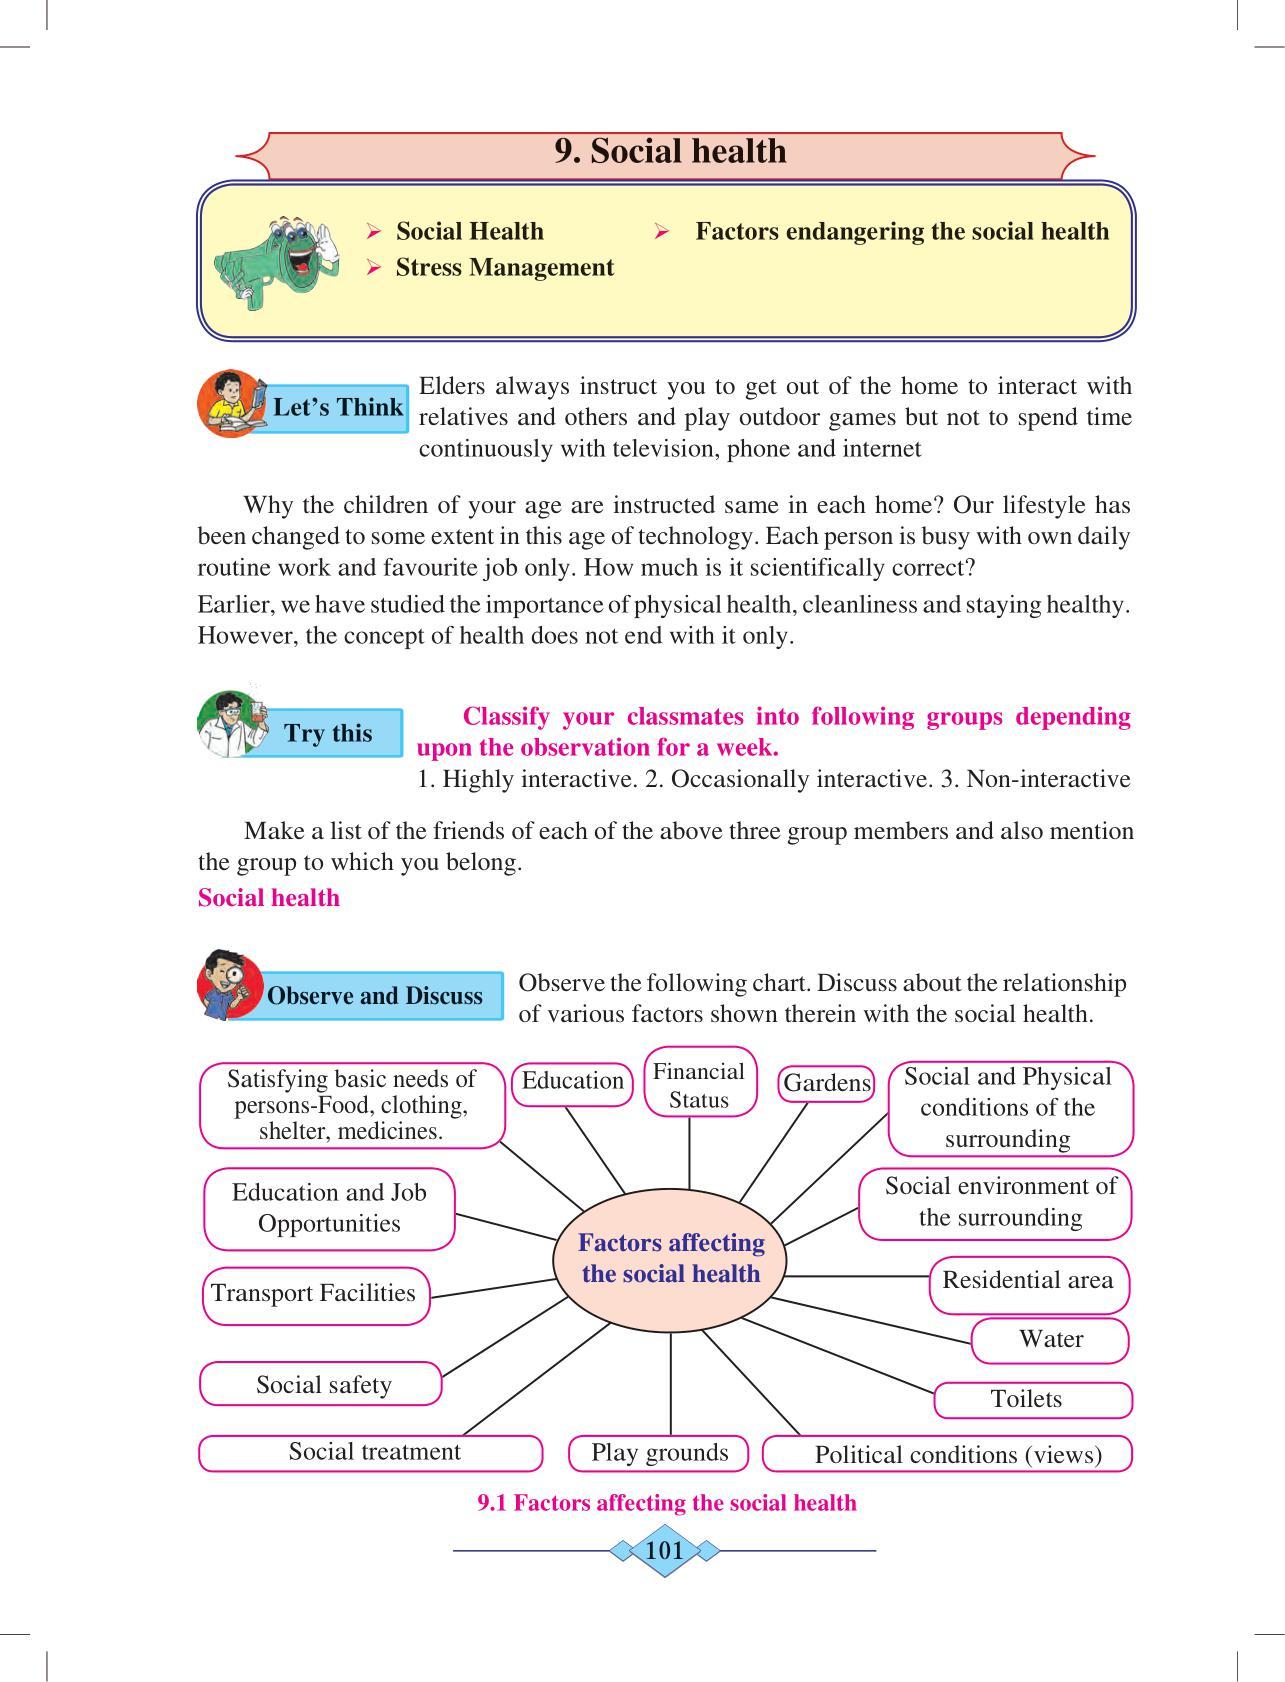 9. Social health
Social Health
Factors endangering the social health
Stress Management
Let's Think
Elders always instruct you to get out of the home to interact with
relatives and others and play outdoor games but not to spend time
continuously with television, phone and internet
Why the children of your age are instructed same in each home? Our lifestyle has
been changed to some extent in this age of technology. Each person is busy with own daily
routine work and favourite job only. How much is it scientifically correct?
Earlier, we have studied the importance of physical health, cleanliness and staying healthy.
However, the concept of health does not end with it only.
Try this
Classify your classmates into following groups depending
upon the observation for a week.
1. Highly interactive. 2. Occasionally interactive. 3. Non-interactive
Make a list of the friends of each of the above three group members and also mention
the group to which you belong.
Social health
Observe and Discuss
Observe the following chart. Discuss about the relationship
of various factors shown therein with the social health.
Satisfying basic needs of
persons-Food, clothing,
shelter, medicines.
Education
Financial
Status
Gardens
Social and Physical
conditions of the
surrounding
Education and Job
Opportunities
Social environment of
the surrounding
Factors affecting
the social health
Transport Facilities
Residential area
Water
Social safety
Toilets
Social treatment
Play grounds
Political conditions (views)
9.1 Factors affecting the social health
101